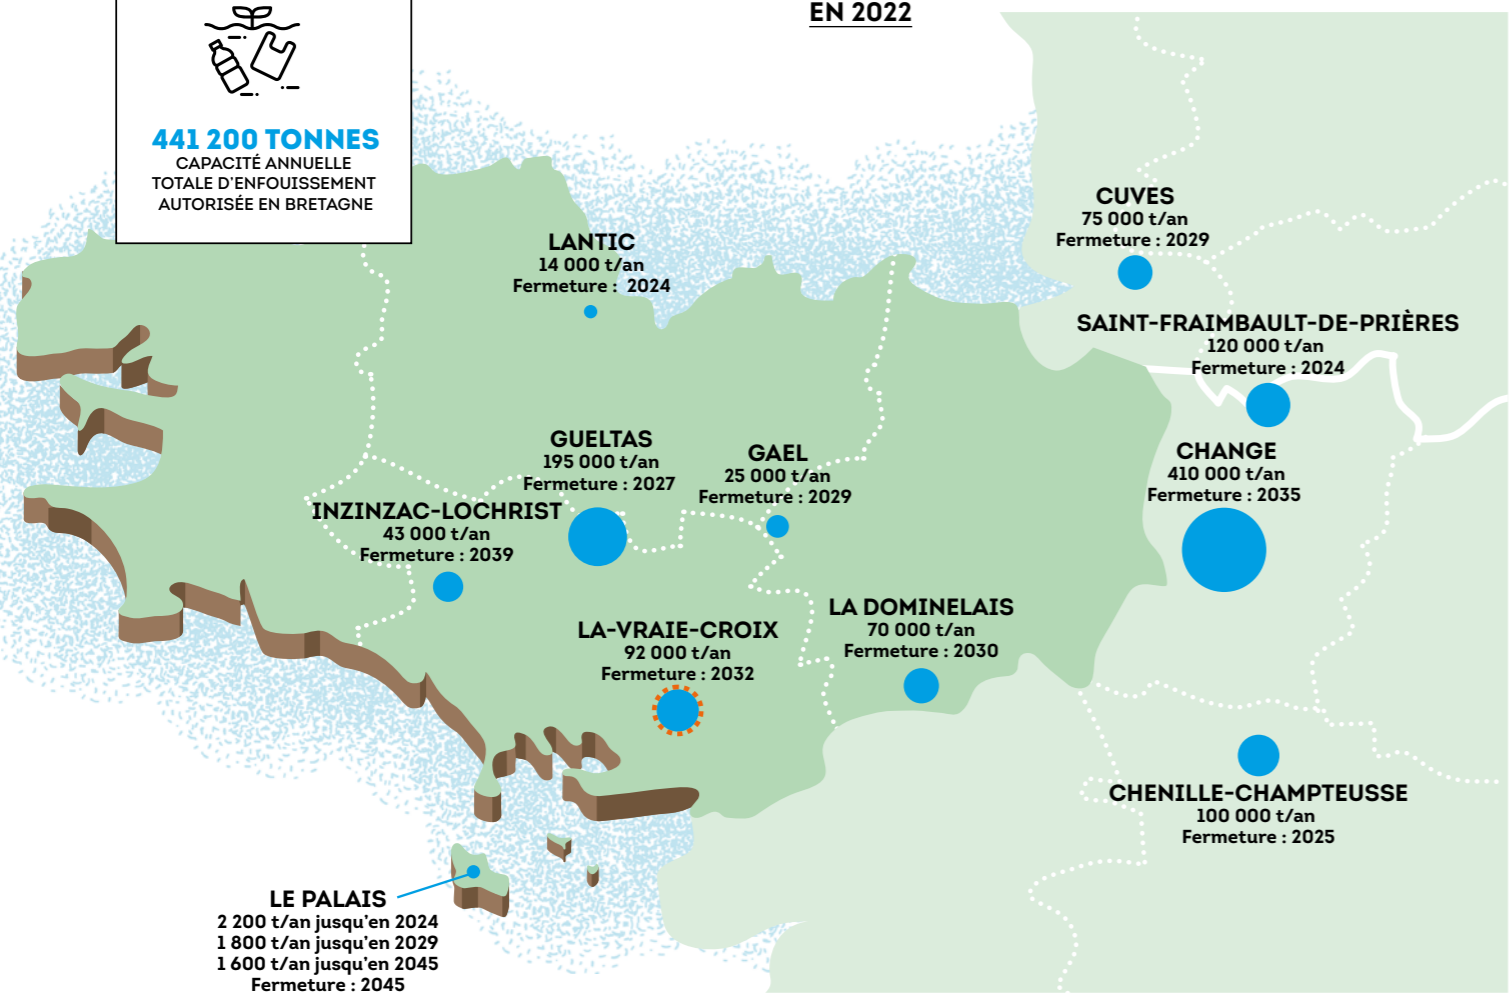 EN 2022
441 200 TONNES
CAPACITÉ ANNUELLE
TOTALE D'ENFOUISSEMENT
AUTORISÉE EN BRETAGNE
CUVES
75 000 t/an
Fermeture : 2029
LANTIC
14 000 t/an
Fermeture : 2024
SAINT-FRAIMBAULT-DE-PRIÈRES
120 000 t/an
Fermeture : 2024
GUELTAS
195 000 t/an
Fermeture : 2027
GAEL
25 000 t/an
Fermeture : 2029
CHANGE
410 000 t/an
Fermeture : 2035
INZINZAC-LOCHRIST
43 000 t/an
Fermeture : 2039
LA-VRAIE-CROIX
92 000 t/an
Fermeture : 2032
LA DOMINELAIS
70 000 t/an
Fermeture : 2030
CHENILLE-CHAMPTEUSSE
100 000 t/an
Fermeture : 2025
LE PALAIS
2 200 t/an jusqu'en 2024
1 800 t/an jusqu'en 2029
1 600 t/an jusqu'en 2045
Fermeture : 2045